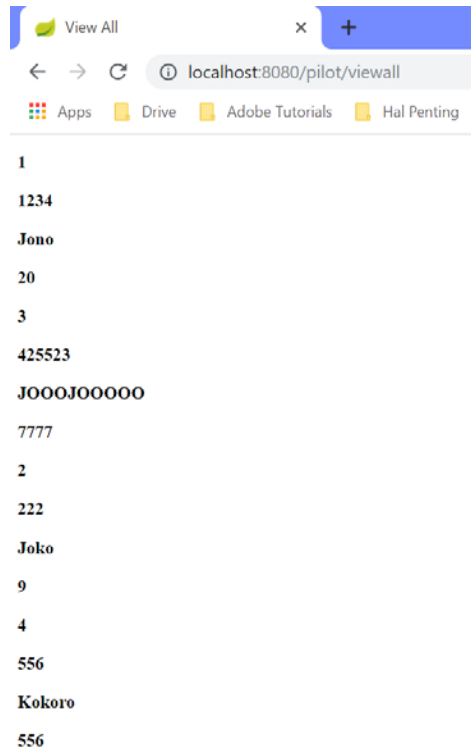 View All
localhost:8080/pilot/viewall
Apps Drive Adobe Tutorials Hal Penting
1
1234
Jono
20
3
425523
JOOOJOOOOO
7777
2
222
Joko
9
4
556
Kokoro
556